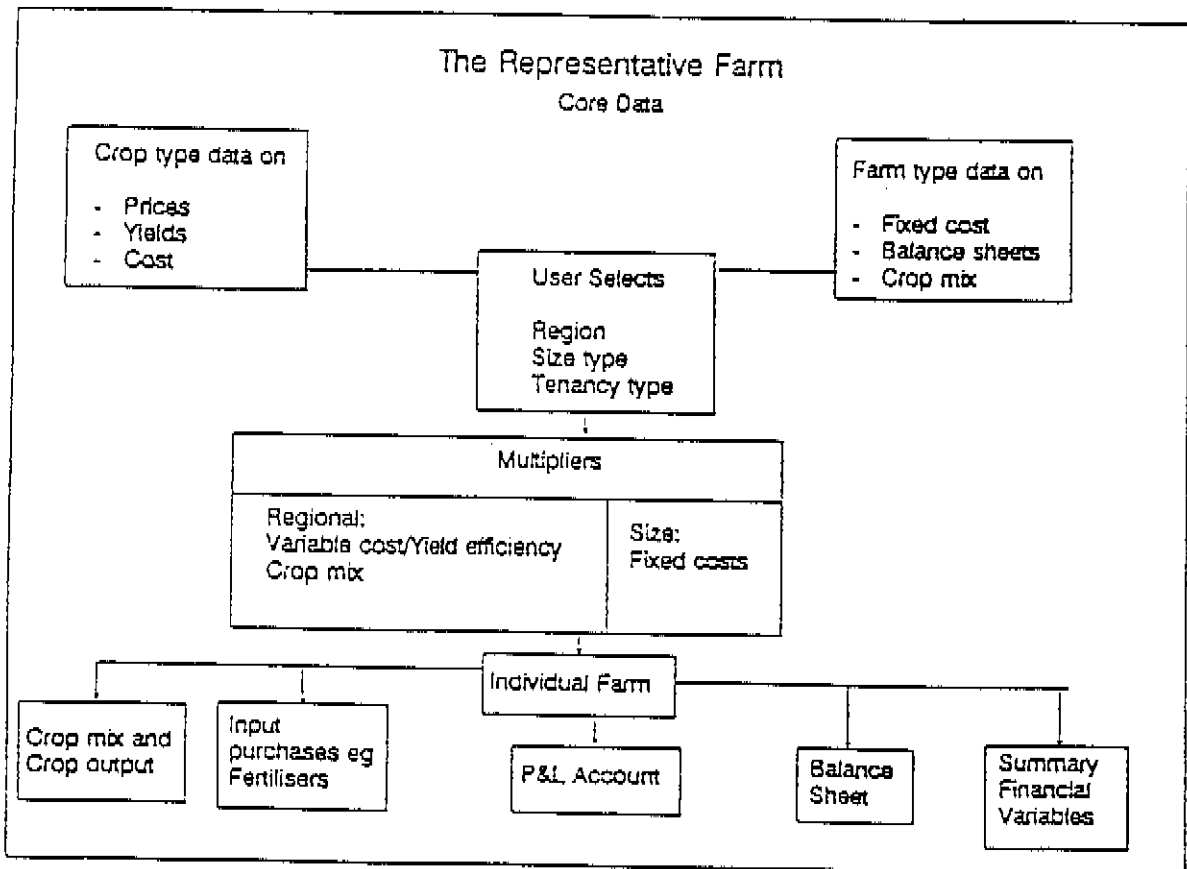 The Representative Farm
Core Data
Crop type data on
- Prices
- Yields
- Cost
Farm type data on
- Fixed cost
- Balance sheets
- Crop mix
User Selects
Region
Size type
Tenancy type
Multipliers
Regional:
Variable cost/Yield efficiency
Crop mix
Size:
Fixed costs
Individual Farm
Crop mix and
Crop output
Input
purchases eg
Fertilisers
P&L Account
Balance
Sheet
Summary
Financial
Variables